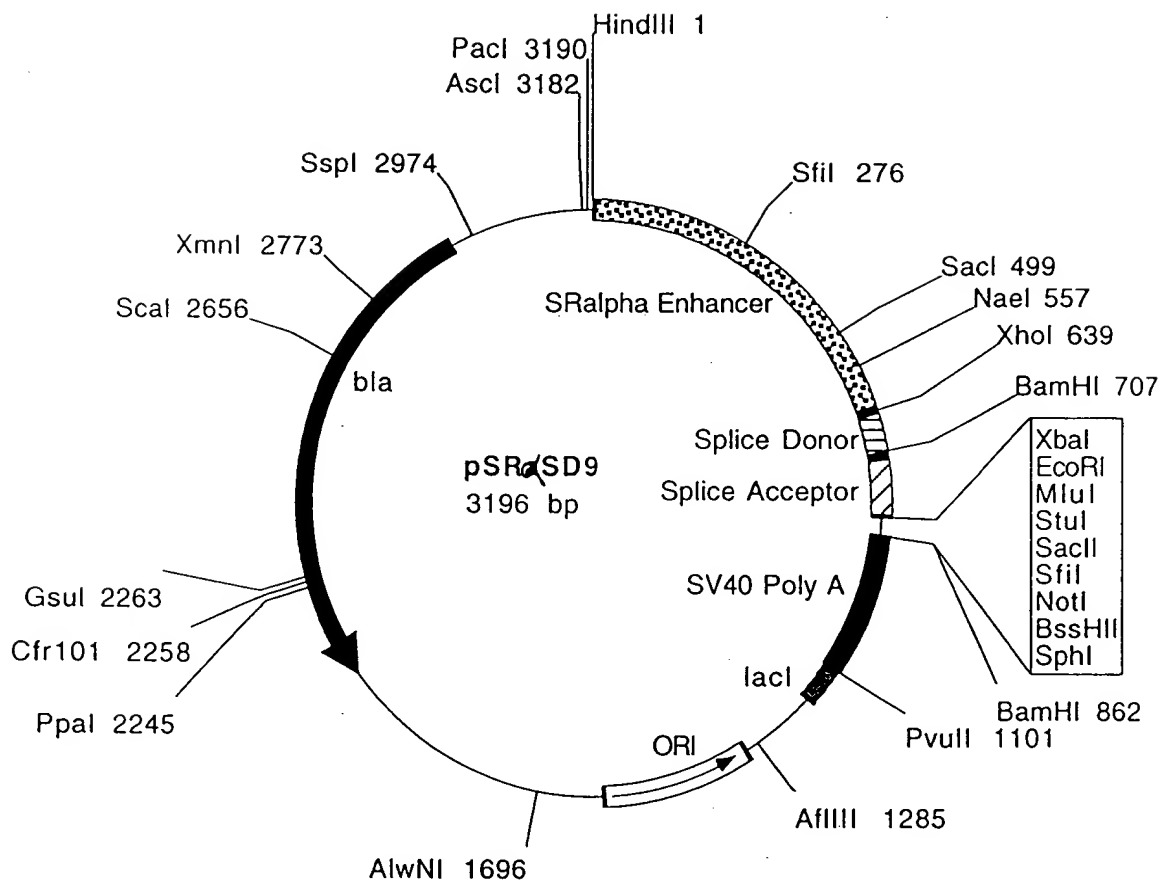 HindIII 1
PacI 3190
AscI 3182
SspI 2974
SfiI 276
XmnI 2773
ScaI 2656
SacI 499
NaeI 557
XhoI 639
BamHI 707
SRalpha Enhancer
bla
Splice Donor
Splice Acceptor
pSRα/SD9
3196 bp
XbaI
EcoRI
MluI
StuI
SacII
SfiI
NotI
BssHII
SphI
SV40 Poly A
GsuI 2263
Cfr101 2258
PpaI 2245
lacI
BamHI 862
PvuII 1101
ORI
AflIII 1285
AlwNI 1696